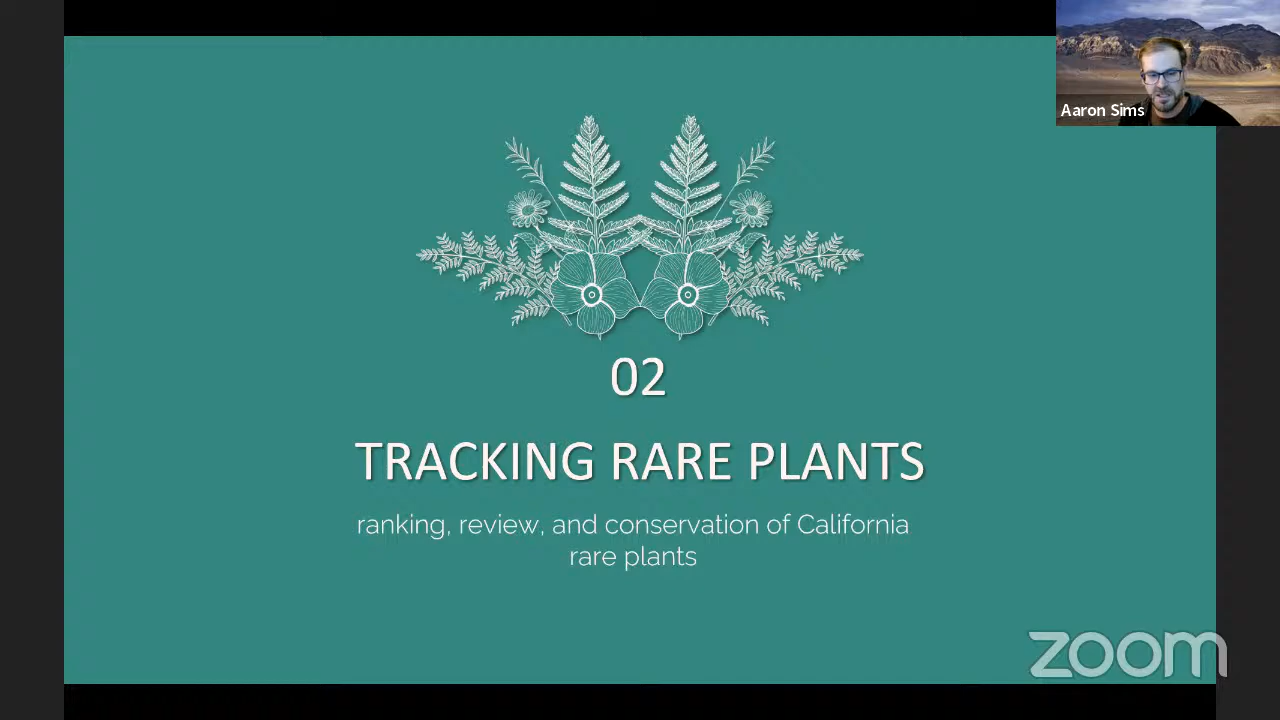 Aaron Sims
02
TRACKING RARE PLANTS
ranking, review, and conservation of California
rare plants
zoom